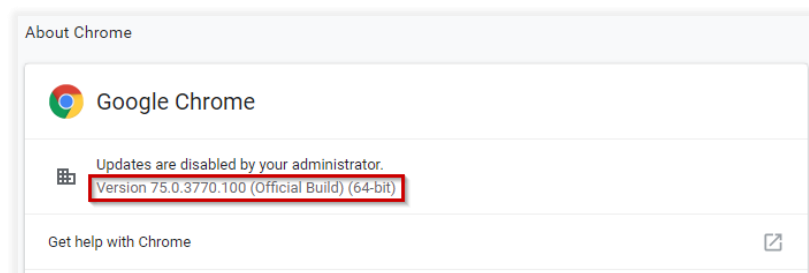 About Chrome
Google Chrome
Updates are disabled by your administrator.
Version 75.0.3770.100 (Official Build) (64-bit)
Get help with Chrome